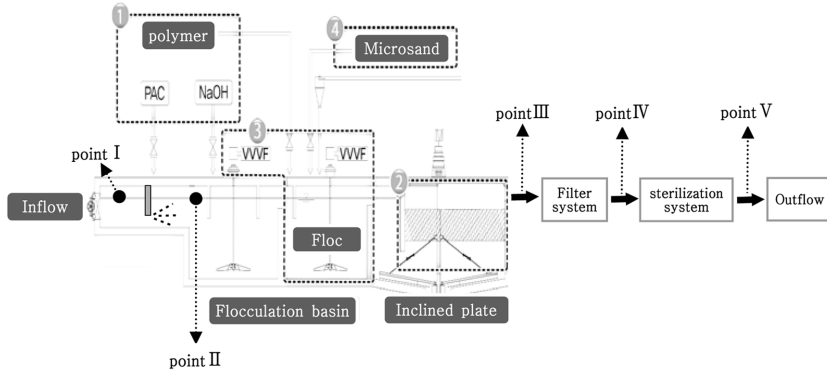 1
polymer
PAC
NaOH
4
Microsand
3
VVVF
VVVF
2
point I
Inflow
Floc
Flocculation basin
Inclined plate
point II
point III
point IV
point V
Filter
system
sterilization
system
Outflow